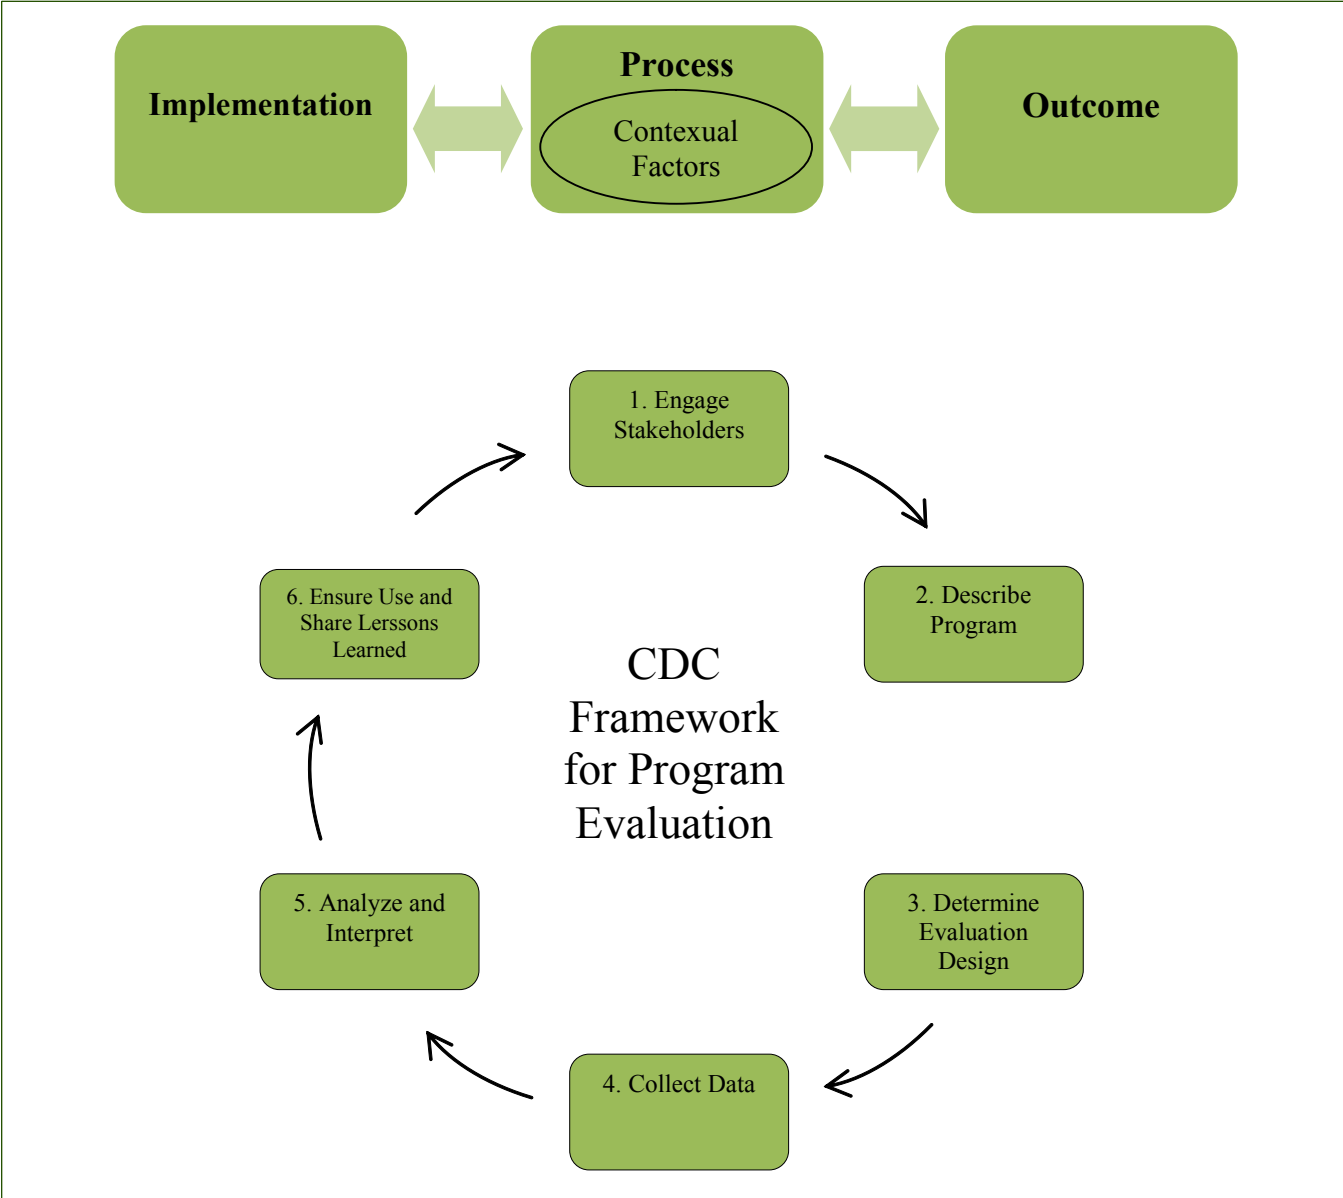 Implementation
Process
Contexual
Factors
Outcome
1. Engage
Stakeholders
2. Describe
Program
3. Determine
Evaluation
Design
4. Collect Data
5. Analyze and
Interpret
6. Ensure Use and
Share Lerssons
Learned
CDC
Framework
for Program
Evaluation